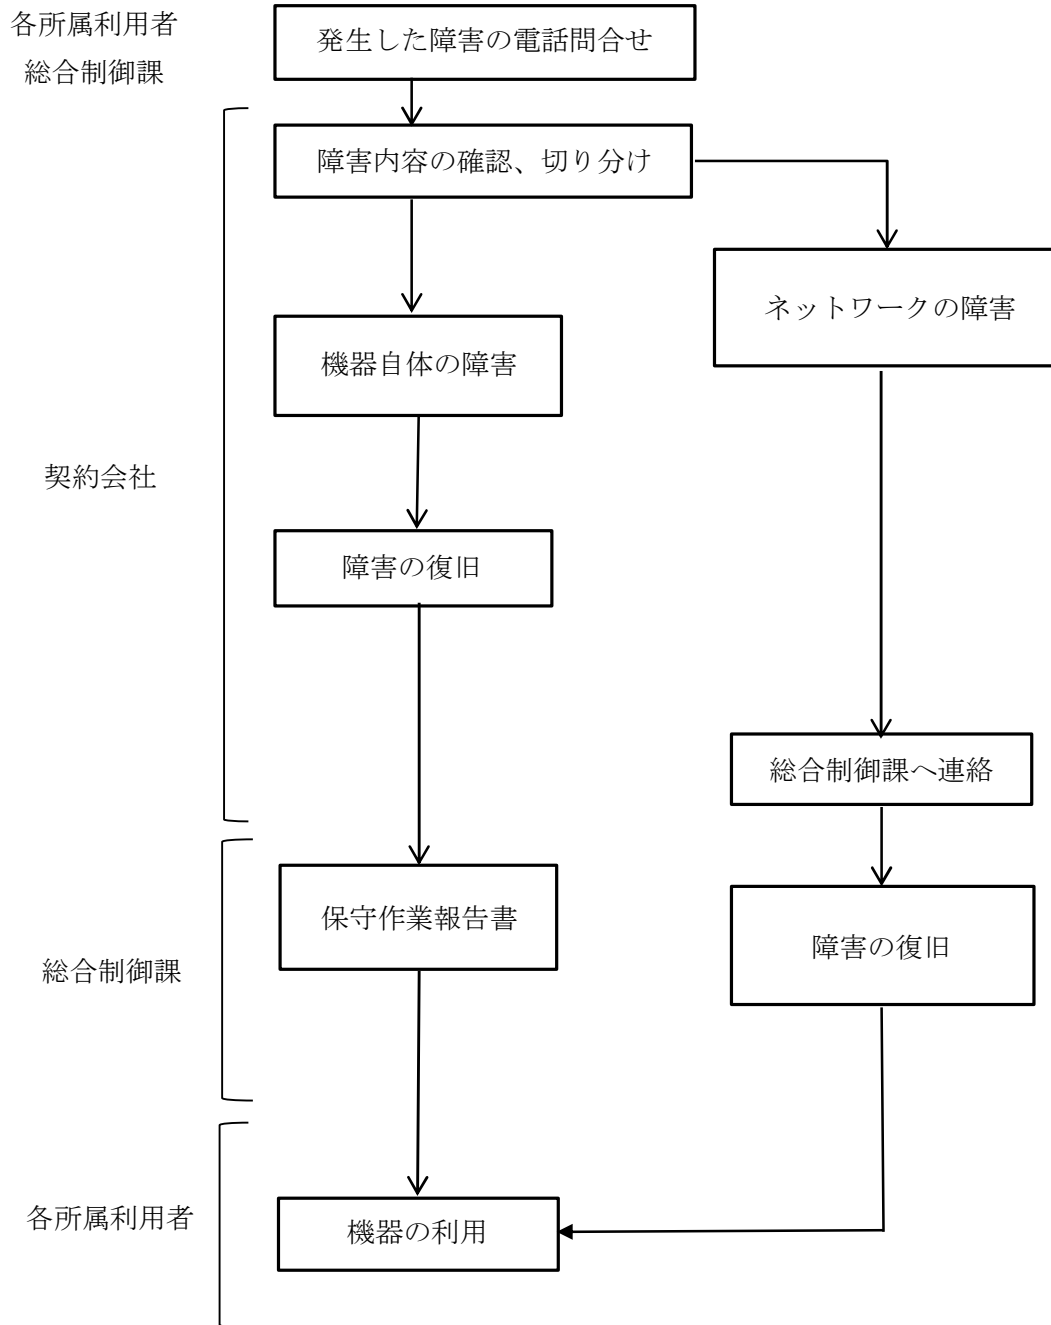 各所属利用者
総合制御課
発生した障害の電話問合せ
障害内容の確認、切り分け
ネットワークの障害
機器自体の障害
契約会社
障害の復旧
総合制御課へ連絡
保守作業報告書
障害の復旧
総合制御課
各所属利用者
機器の利用